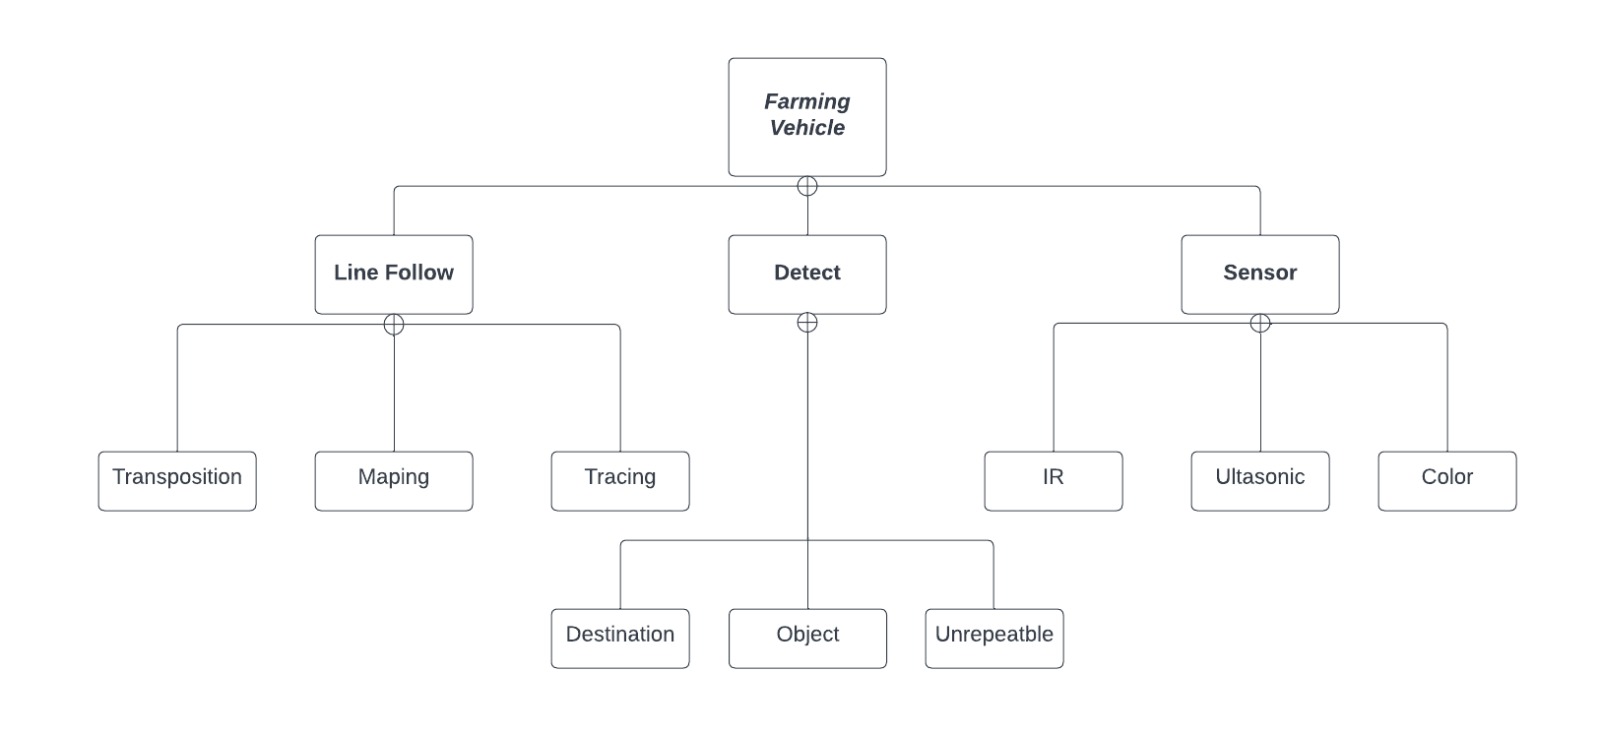 Farming
Vehicle
Line Follow
Detect
Sensor
Transposition
Maping
Tracing
IR
Ultasonic
Color
Destination
Object
Unrepeatble